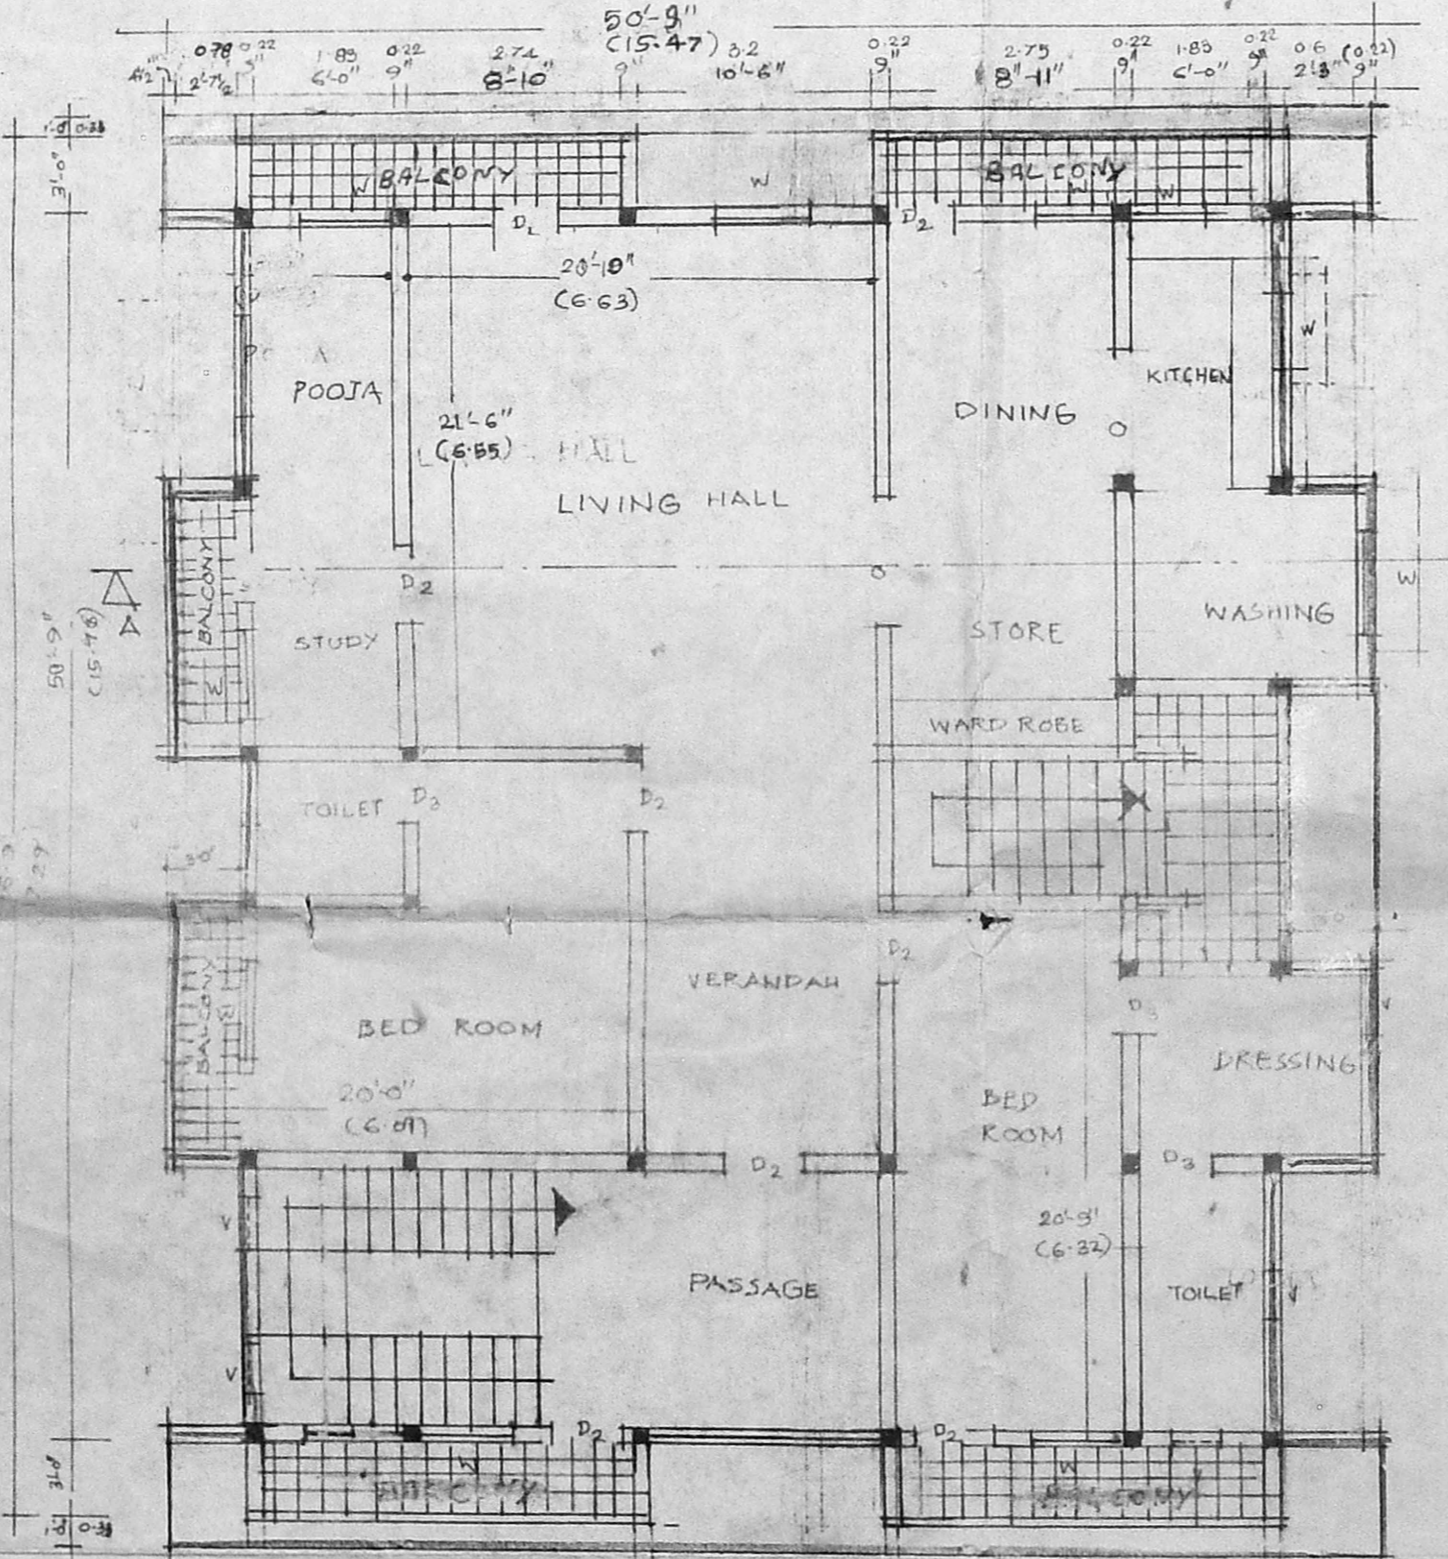 50'-9"
(15.47)
0.78 0.22 1.83 0.22 2.74 3.2 0.22 2.75 0.22 1.83 0.22 0.6 (0.22)
4½" 2'-7½ 9" 6'-0" 9" 8'-10" 9" 10'-6" 9" 8'-11" 9" 6'-0" 9" 2'3" 9"
3'-0"
BALCONY
W
W
BALCONY
W
W
D2
D2
20'-10"
(6.63)
W
POOJA
KITCHEN
DINING
21'-6"
(6.55)
HALL
LIVING HALL
BALCONY
W
D2
STUDY
STORE
WASHING
W
50'-9"
(15.48)
WARD ROBE
TOILET D3
D2
3'0"
BALCONY
BED ROOM
VERANDAH
D2
D3
V
DRESSING
20'-0"
(6.09)
BED
ROOM
D2
D3
V
20'-9"
(6.32)
PASSAGE
TOILET
V
V
D2
D2
W
BALCONY
W
BALCONY